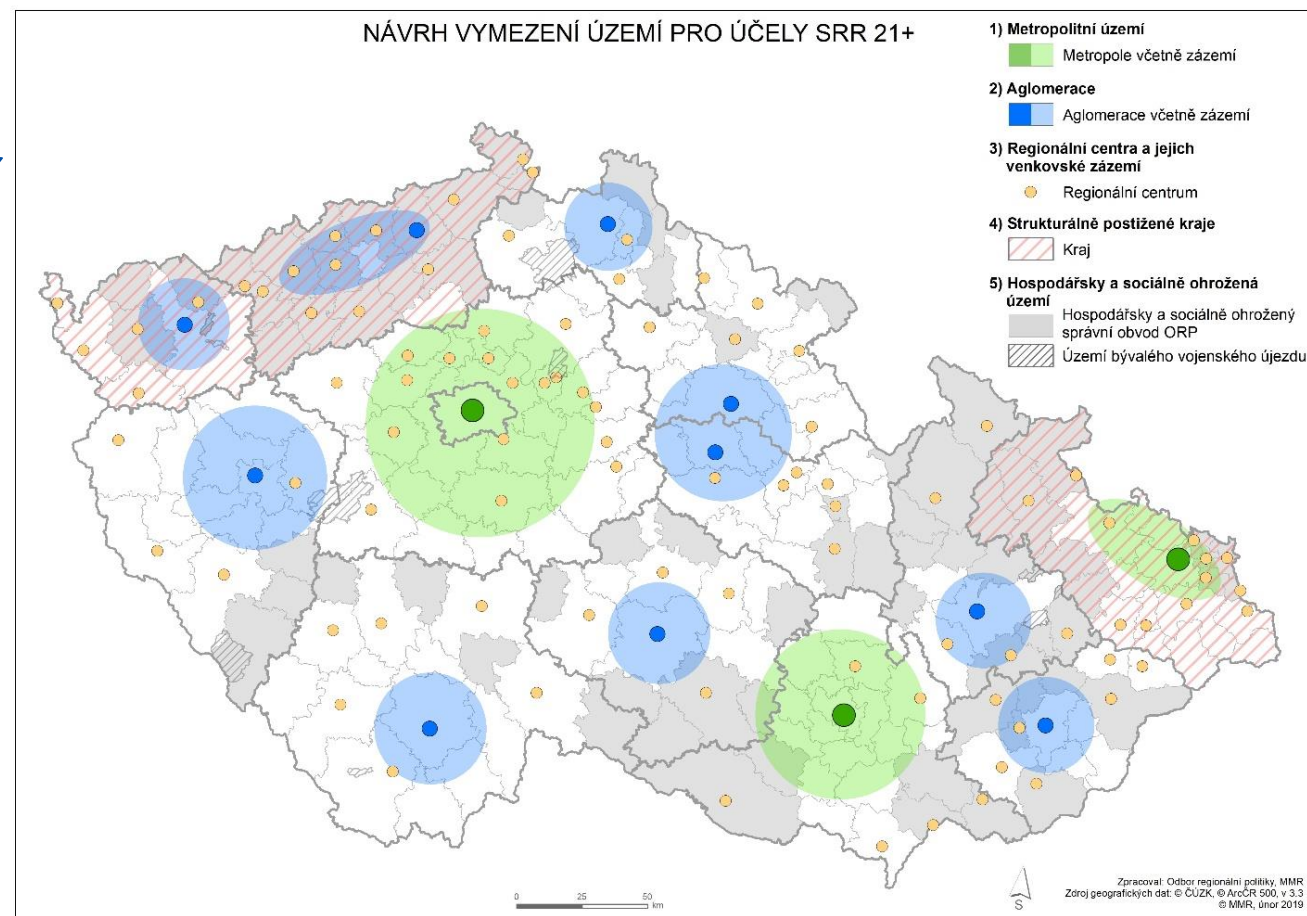 NÁVRH VYMEZENÍ ÚZEMÍ PRO ÚČELY SRR 21+
1) Metropolitní území
Metropole včetně zázemí
2) Aglomerace
Aglomerace včetně zázemí
3) Regionální centra a jejich
venkovské zázemí
Regionální centrum
4) Strukturálně postižené kraje
Kraj
5) Hospodářsky a sociálně ohrožená
území
Hospodářsky a sociálně ohrožený
správní obvod ORP
Území bývalého vojenského újezdu
0 25 50
km
S
Zpracoval: Odbor regionální politiky, MMR
Zdroj geografických dat: © ČÚZK, © ArcČR 500, v 3.3
© MMR, únor 2019